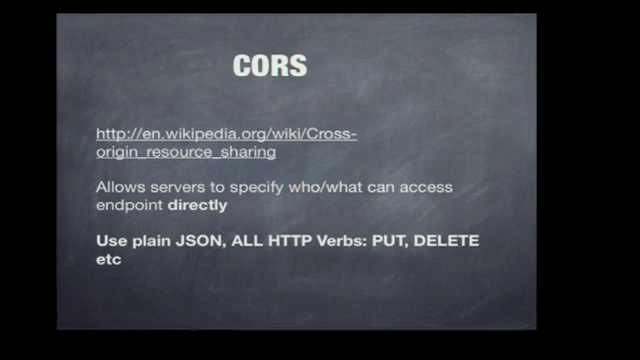 CORS
http://en.wikipedia.org/wiki/Cross-
origin_resource_sharing
Allows servers to specify who/what can access
endpoint directly
Use plain JSON, ALL HTTP Verbs: PUT, DELETE
etc